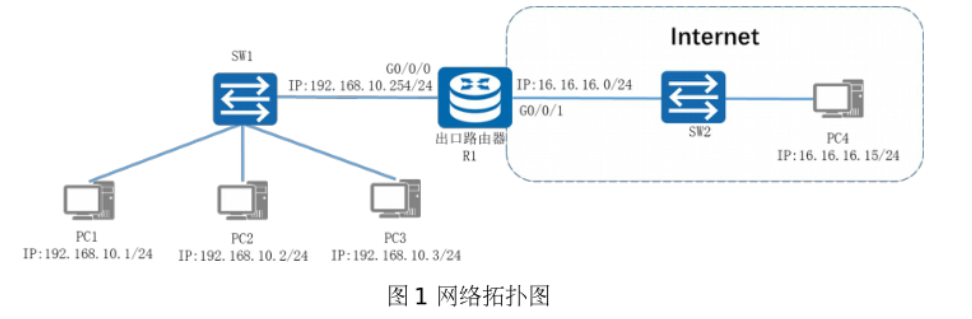 Internet
SW1
G0/0/0
IP:192.168.10.254/24
IP:16.16.16.0/24
G0/0/1
SW2
出口路由器
R1
PC4
IP:16.16.16.15/24
PC1
IP:192.168.10.1/24
PC2
IP:192.168.10.2/24
PC3
IP:192.168.10.3/24
图 1 网络拓扑图